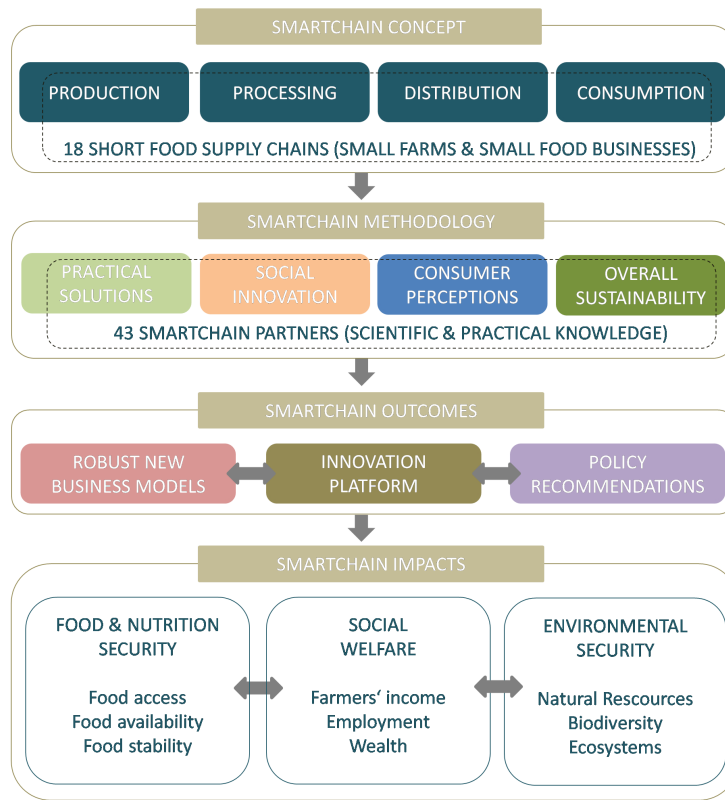 SMARTCHAIN CONCEPT
PRODUCTION PROCESSING DISTRIBUTION CONSUMPTION
18 SHORT FOOD SUPPLY CHAINS (SMALL FARMS & SMALL FOOD BUSINESSES)
SMARTCHAIN METHODOLOGY
PRACTICAL
SOLUTIONS
SOCIAL
INNOVATION
CONSUMER
PERCEPTIONS
OVERALL
SUSTAINABILITY
43 SMARTCHAIN PARTNERS (SCIENTIFIC & PRACTICAL KNOWLEDGE)
SMARTCHAIN OUTCOMES
ROBUST NEW
BUSINESS MODELS
INNOVATION
PLATFORM
POLICY
RECOMMENDATIONS
SMARTCHAIN IMPACTS
FOOD & NUTRITION
SECURITY
Food access
Food availability
Food stability
SOCIAL
WELFARE
Farmers‘ income
Employment
Wealth
ENVIRONMENTAL
SECURITY
Natural Rescources
Biodiversity
Ecosystems